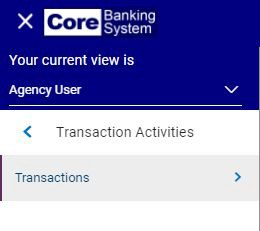 Core Banking
System
Your current view is
Agency User
Transaction Activities
Transactions